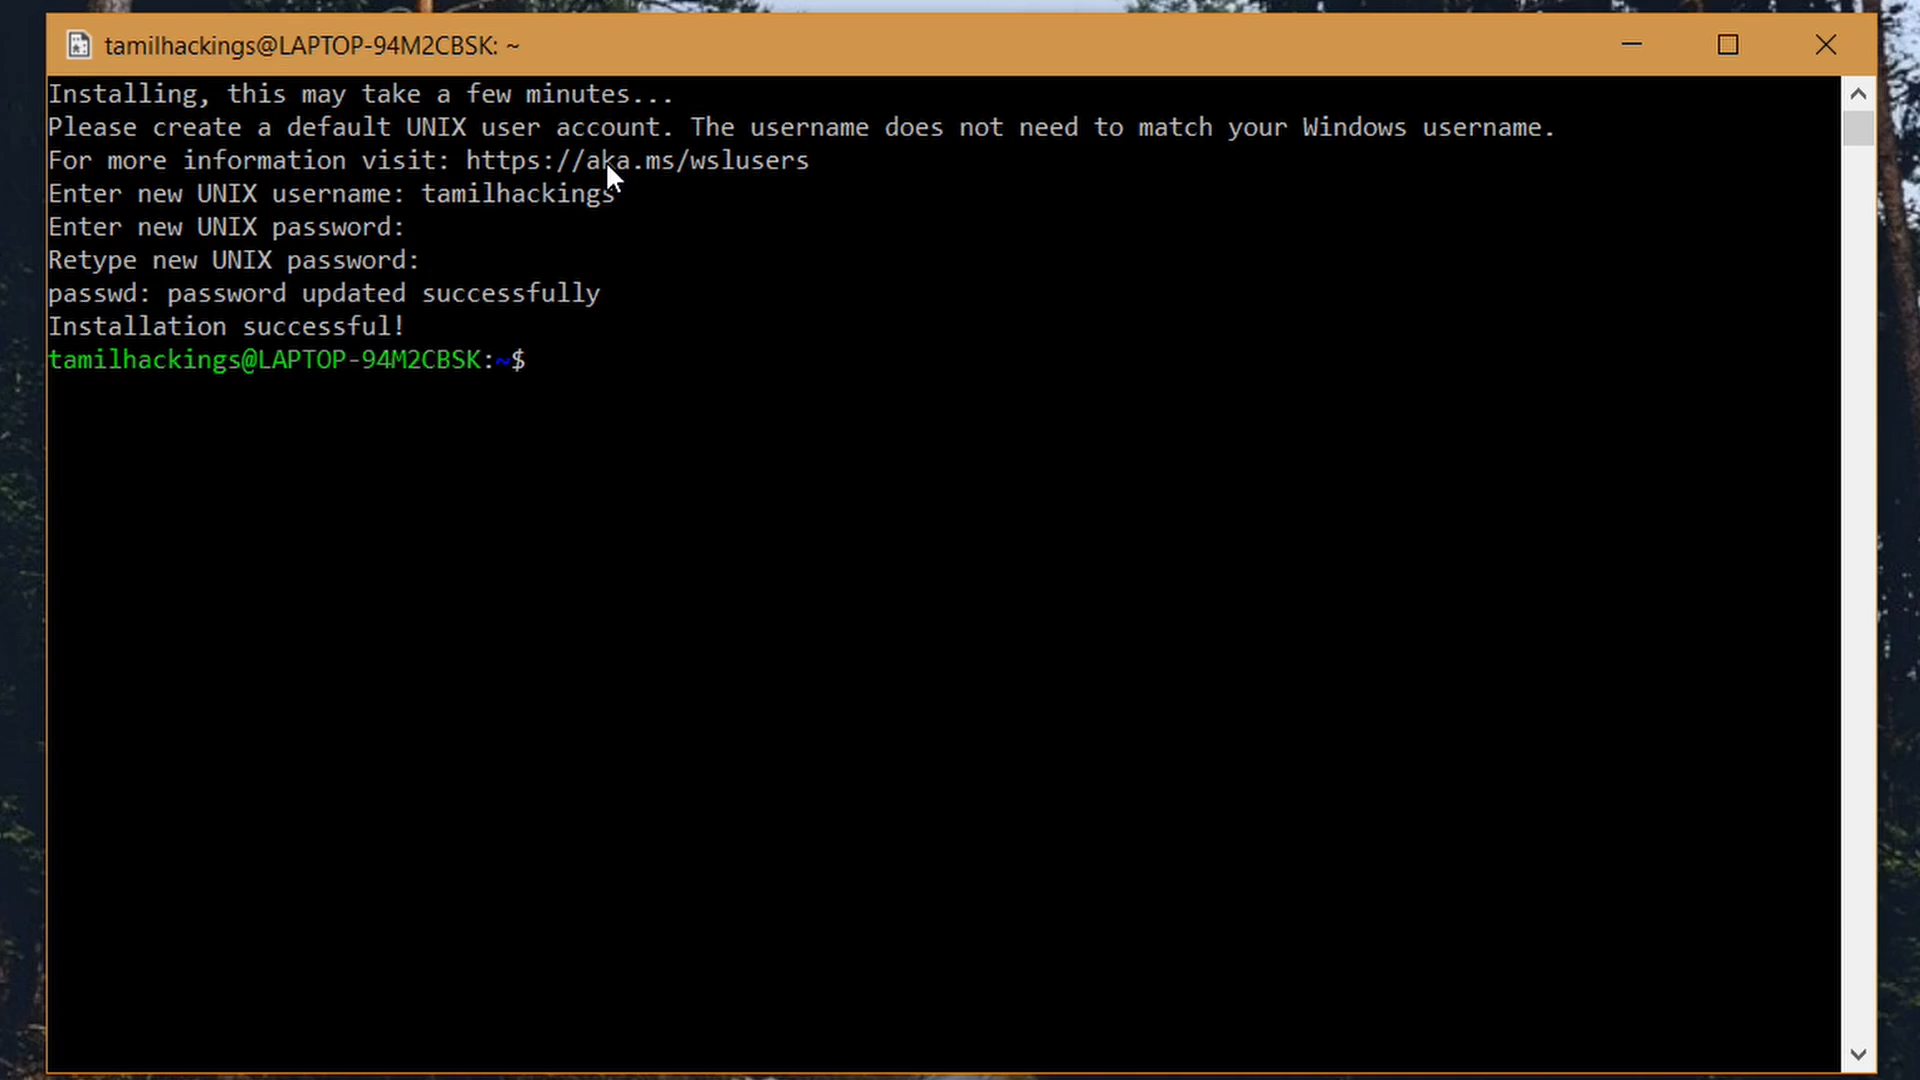 tamilhackings@LAPTOP-94M2CBSK: ~
Installing, this may take a few minutes...
Please create a default UNIX user account. The username does not need to match your Windows username.
For more information visit: https://aka.ms/wslusers
Enter new UNIX username: tamilhackings
Enter new UNIX password:
Retype new UNIX password:
passwd: password updated successfully
Installation successful!
tamilhackings@LAPTOP-94M2CBSK:~$